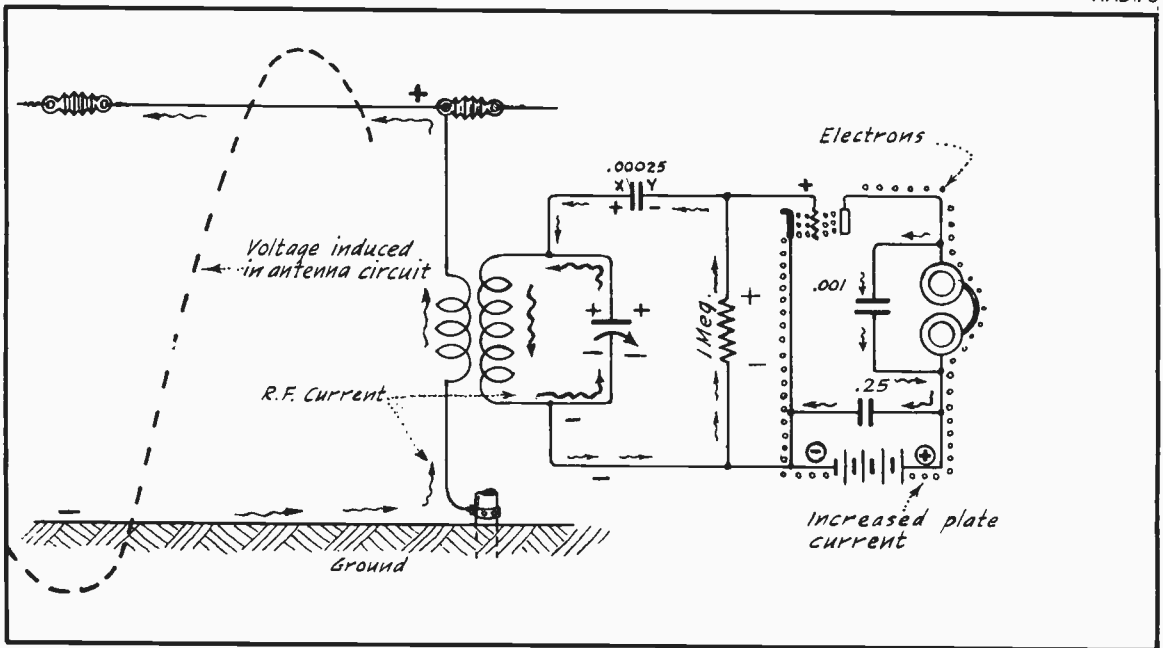 +
Electrons
.00025
X Y
+ -
+
Voltage induced
in antenna circuit
.001
+ +
- -
1 Meg.
+
-
R.F. Current
.25
-
- +
-
-
Increased plate
current
Ground